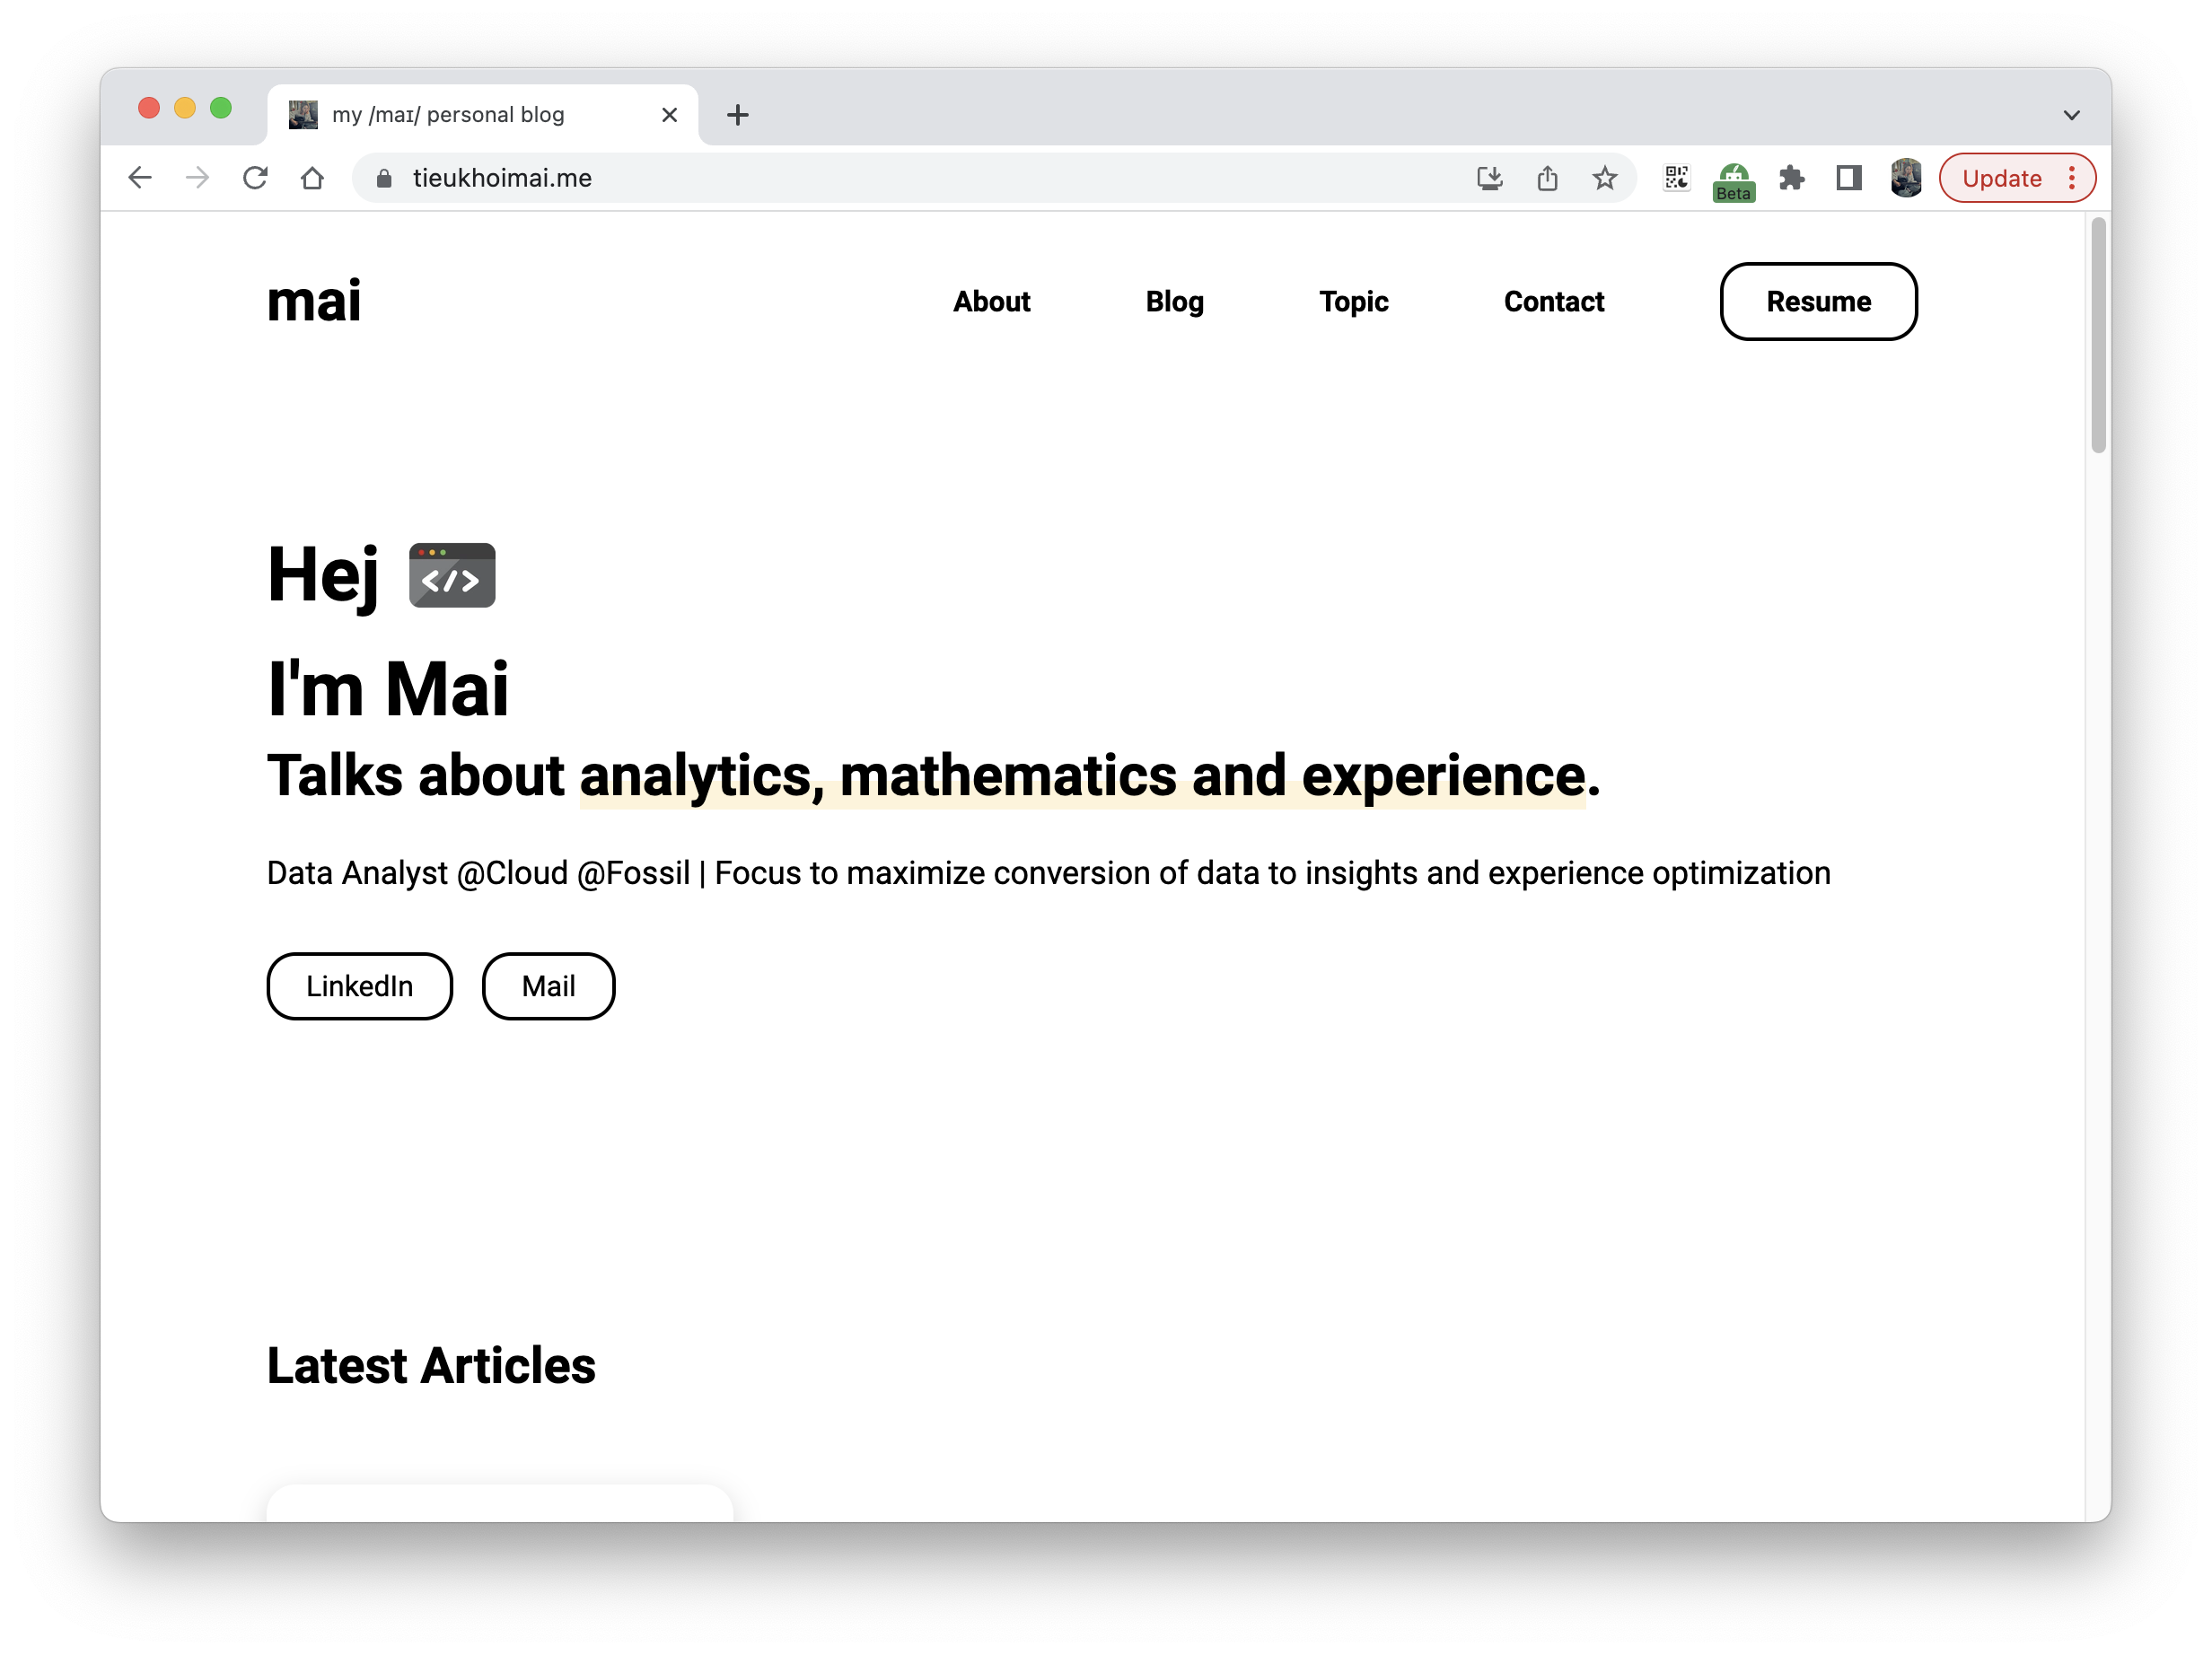 my /maɪ/ personal blog
tieukhoimai.me
Beta
Update
mai
About Blog Topic Contact Resume
Hej </>
I'm Mai
Talks about analytics, mathematics and experience.
Data Analyst @Cloud @Fossil | Focus to maximize conversion of data to insights and experience optimization
LinkedIn Mail
Latest Articles